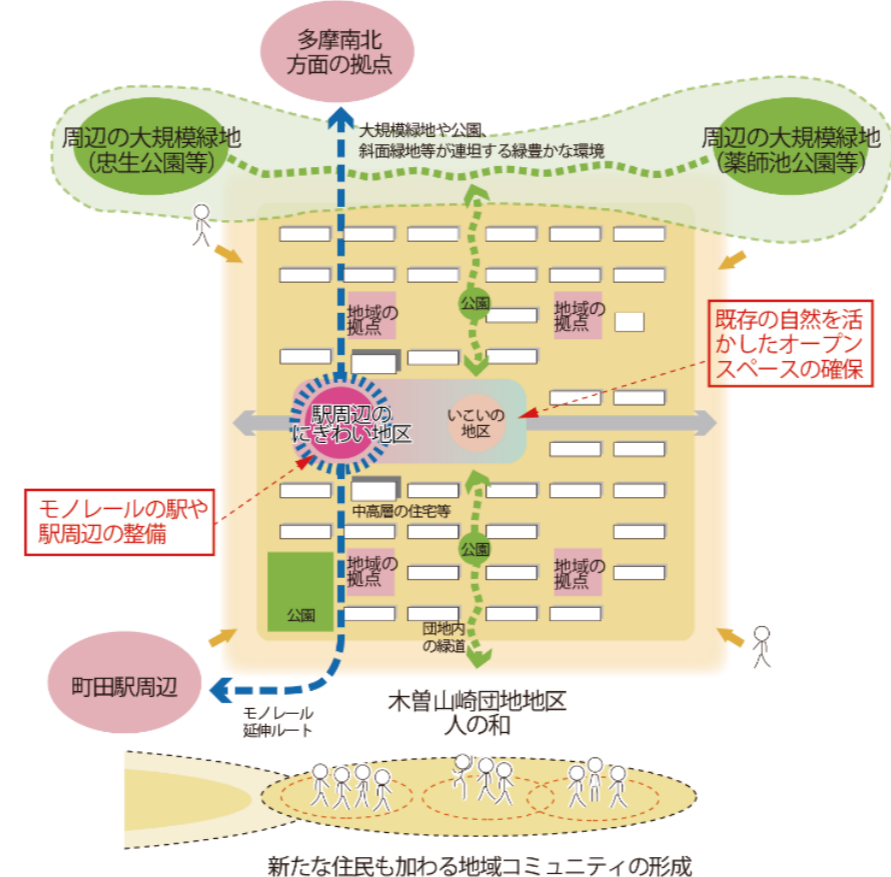 多摩南北
方面の拠点
周辺の大規模緑地
（忠生公園等）
大規模緑地や公園、
斜面緑地等が連坦する緑豊かな環境
周辺の大規模緑地
（薬師池公園等）
地域の
拠点
公園
地域の
拠点
既存の自然を活
かしたオープン
スペースの確保
駅周辺の
にぎわい地区
いこいの
地区
モノレールの駅や
駅周辺の整備
中高層の住宅等
公園
地域の
拠点
地域の
拠点
公園
団地内
の緑道
町田駅周辺
モノレール
延伸ルート
木曽山崎団地地区
人の和
新たな住民も加わる地域コミュニティの形成